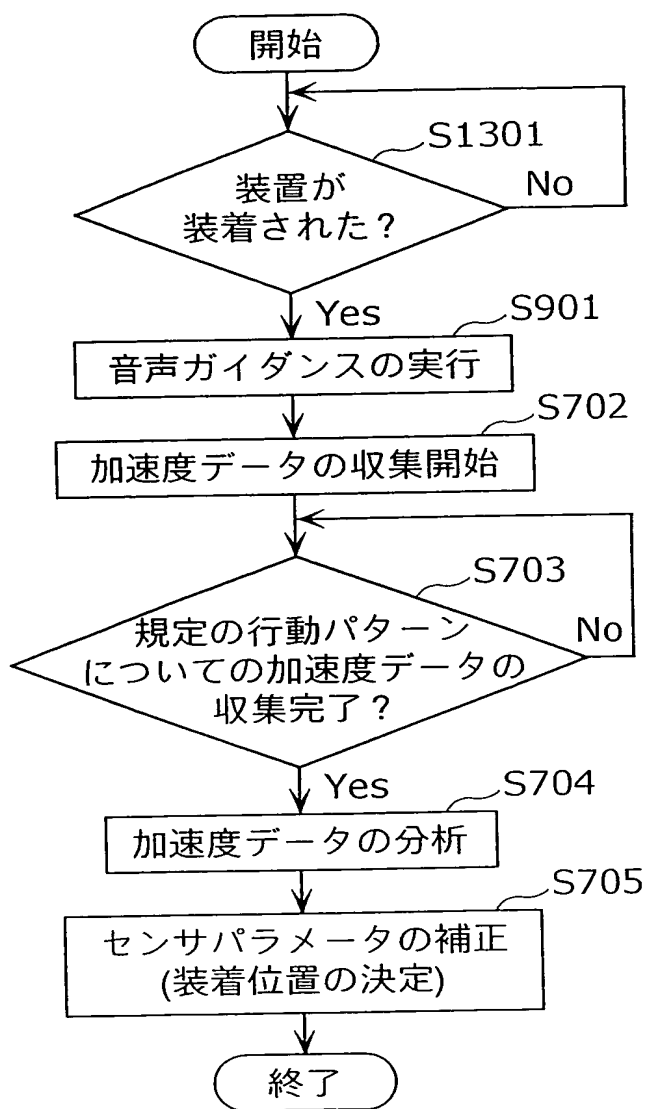 開始
S1301
装置が
装着された？
No
Yes
S901
音声ガイダンスの実行
S702
加速度データの収集開始
S703
規定の行動パターン
についての加速度データの
収集完了？
No
Yes
S704
加速度データの分析
S705
センサパラメータの補正
(装着位置の決定)
終了